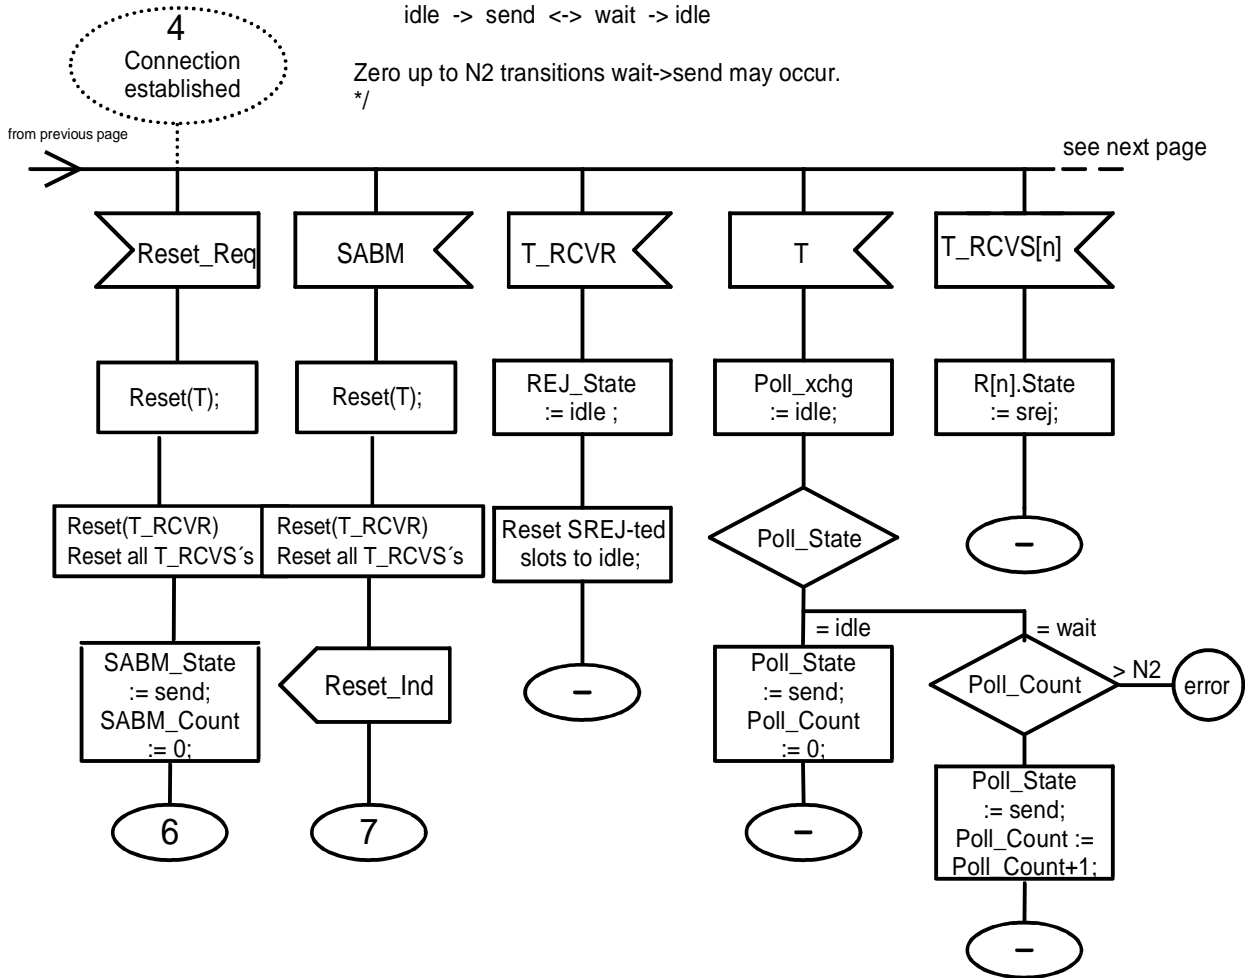 idle -> send <-> wait -> idle
4
Connection
established
Zero up to N2 transitions wait->send may occur.
*/
from previous page
see next page
Reset_Req
SABM
T_RCVR
T
T_RCVS[n]
Reset(T);
Reset(T);
REJ_State
:= idle ;
Poll_xchg
:= idle;
R[n].State
:= srej;
Reset(T_RCVR)
Reset all T_RCVS´s
Reset(T_RCVR)
Reset all T_RCVS´s
Reset SREJ-ted
slots to idle;
Poll_State
–
= idle
= wait
SABM_State
:= send;
SABM_Count
:= 0;
Reset_Ind
–
Poll_State
:= send;
Poll_Count
:= 0;
Poll_Count
> N2
error
6
7
–
Poll_State
:= send;
Poll_Count :=
Poll_Count+1;
–